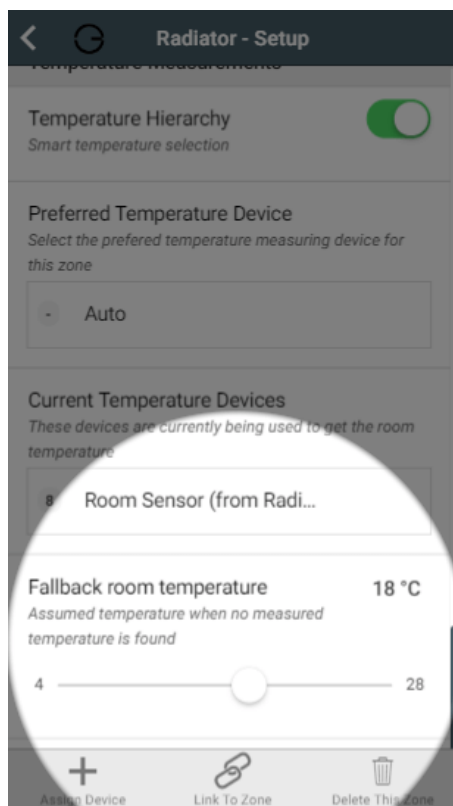 Radiator - Setup
Temperature Measurements
Temperature Hierarchy
Smart temperature selection
Preferred Temperature Device
Select the prefered temperature measuring device for
this zone
- Auto
Current Temperature Devices
These devices are currently being used to get the room
temperature
8 Room Sensor (from Radi...
Fallback room temperature 18 °C
Assumed temperature when no measured
temperature is found
4 28
Assign Device Link To Zone Delete This Zone